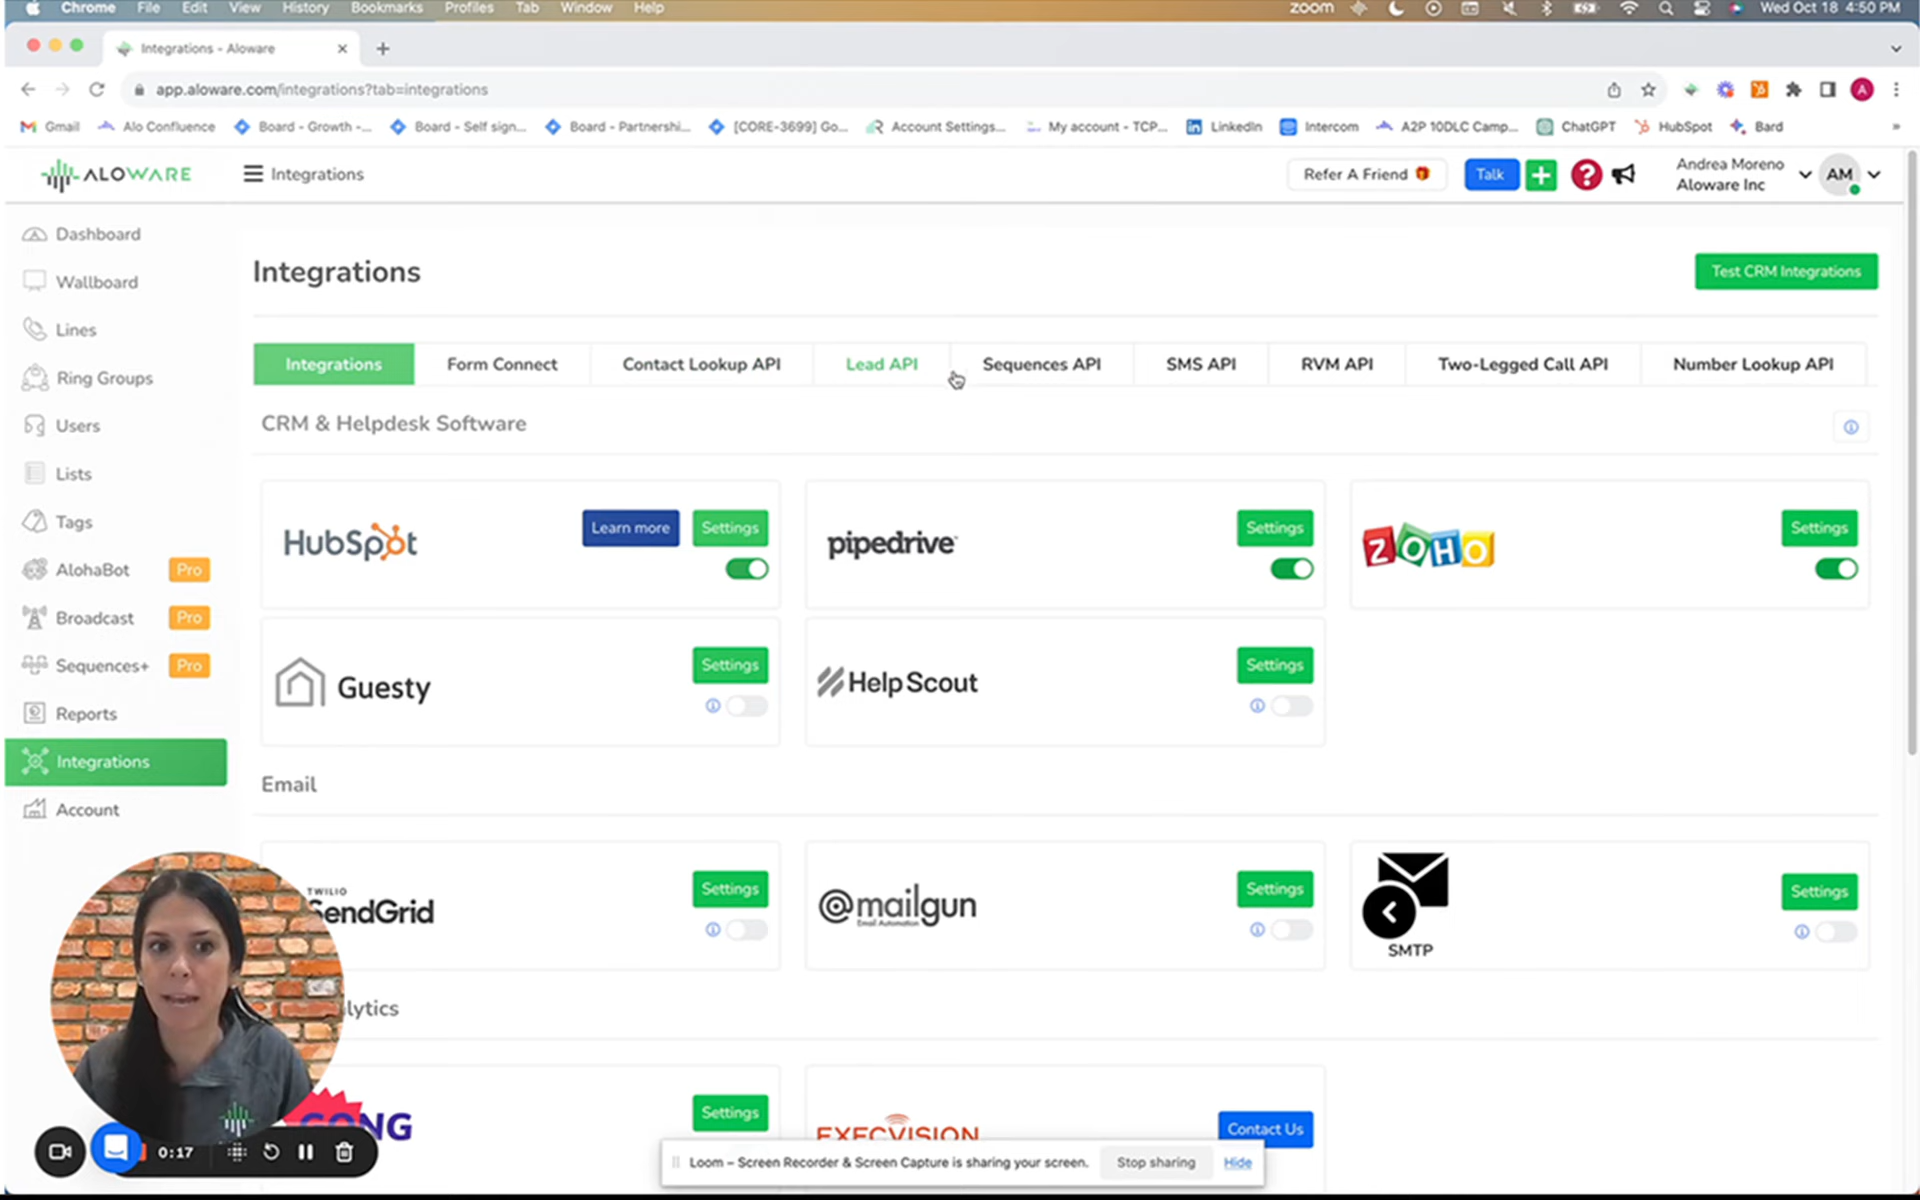 Chrome File Edit View History Bookmarks Profiles Tab Window Help zoom Wed Oct 18 4:50 PM
Integrations - Aloware
app.aloware.com/integrations?tab=integrations
Gmail Alo Confluence Board - Growth -... Board - Self sign... Board - Partnershi... [CORE-3699] Go... Account Settings... My account - TCP... LinkedIn Intercom A2P 10DLC Camp... ChatGPT HubSpot Bard »
ALOWARE Integrations Refer A Friend Talk Andrea Moreno AM
Aloware Inc
Dashboard
Wallboard
Lines
Ring Groups
Users
Lists
Tags
AlohaBot Pro
Broadcast Pro
Sequences+ Pro
Reports
Integrations
Account
Integrations Test CRM Integrations
Integrations Form Connect Contact Lookup API Lead API Sequences API SMS API RVM API Two-Legged Call API Number Lookup API
CRM & Helpdesk Software
HubSpot Learn more Settings pipedrive Settings ZOHO Settings
Guesty Settings Help Scout Settings
Email
TWILIO
SendGrid Settings @mailgun Settings SMTP Settings
Email Automation
lytics
GONG Settings EXECVISION Contact Us
0:17
Loom – Screen Recorder & Screen Capture is sharing your screen. Stop sharing Hide